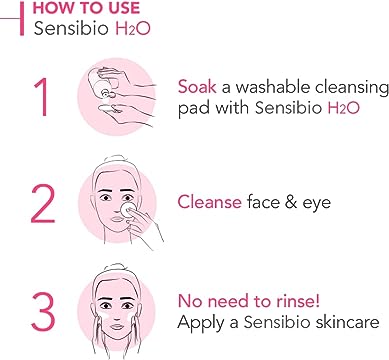 HOW TO USE
Sensibio H2O
1
Soak a washable cleansing
pad with Sensibio H2O
2
Cleanse face & eye
3
No need to rinse!
Apply a Sensibio skincare